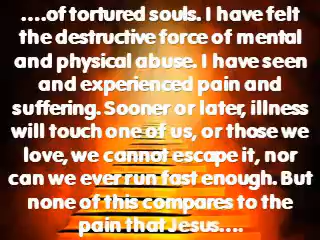 ....of tortured souls. I have felt
the destructive force of mental
and physical abuse. I have seen
and experienced pain and
suffering. Sooner or later, illness
will touch one of us, or those we
love, we cannot escape it, nor
can we ever run fast enough. But
none of this compares to the
pain that Jesus....